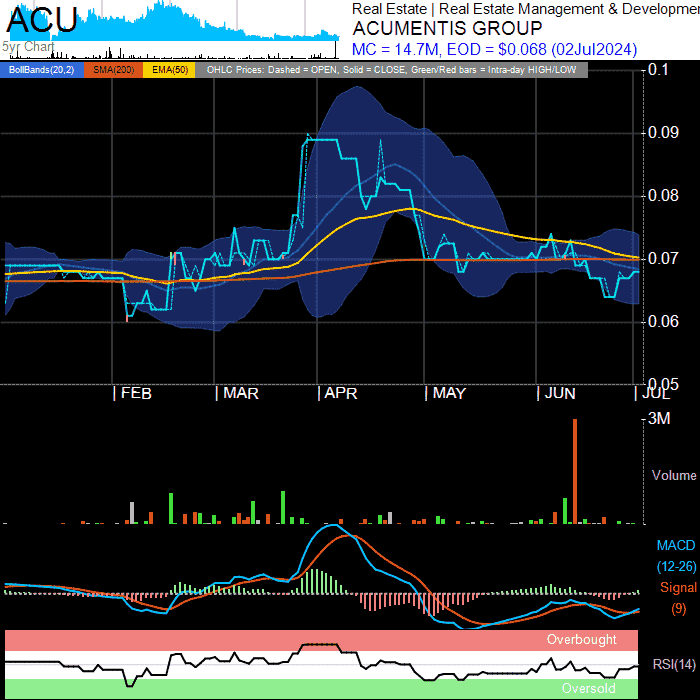 ACU
5yr Chart
Real Estate | Real Estate Management & Developmen
ACUMENTIS GROUP
MC = 14.7M, EOD = $0.068 (02Jul2024)
BollBands(20,2) SMA(200) EMA(50) OHLC Prices: Dashed = OPEN, Solid = CLOSE, Green/Red bars = Intra-day HIGH/LOW
0.1
0.09
0.08
0.07
0.06
0.05
FEB MAR APR MAY JUN JUL
3M
Volume
MACD
(12-26)
Signal
(9)
Overbought
RSI(14)
Oversold